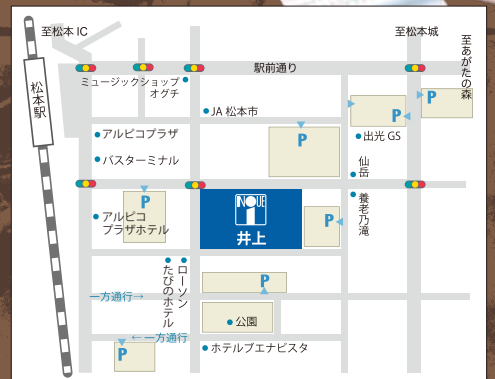 至松本IC
至松本城
至あがたの森
駅前通り
松本駅
ミュージックショップ
オグチ
JA 松本市
P
P
P
出光 GS
アルピコプラザ
バスターミナル
仙岳
養老乃滝
P
アルピコ
プラザホテル
INOUE
i
井上
P
ローソン
たびのホテル
P
一方通行→
公園
←一方通行
P
ホテルブエナビスタ